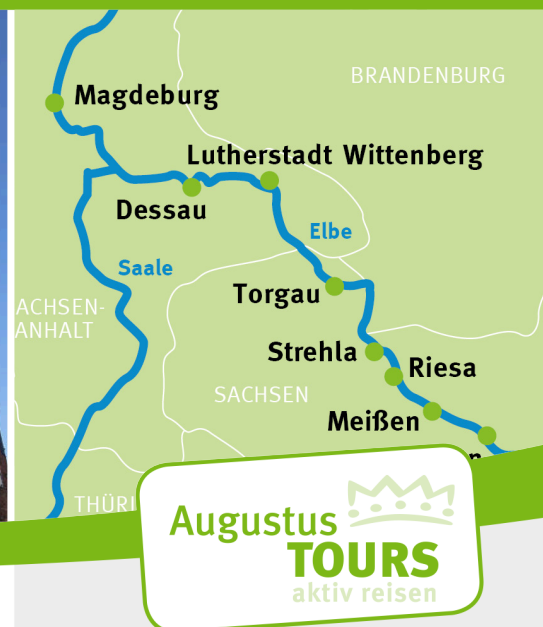 BRANDENBURG
Magdeburg
Lutherstadt Wittenberg
Dessau
Elbe
Saale
Torgau
ACHSEN-
ANHALT
Strehla
Riesa
SACHSEN
Meißen
n
THÜRI
Augustus
TOURS
aktiv reisen